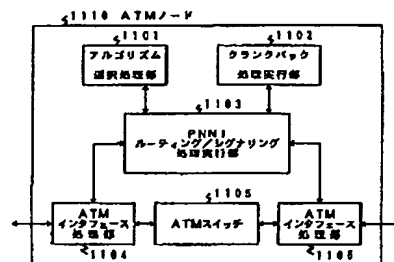 1110 ATMノード
1101
アルゴリズム
選択処理部
1102
クランクバック
処理実行部
1103
PNNI
ルーティング/シグナリング
処理実行部
1105
ATM
インタフェース
処理部
1104
ATMスイッチ
ATM
インタフェース
処理部
1106